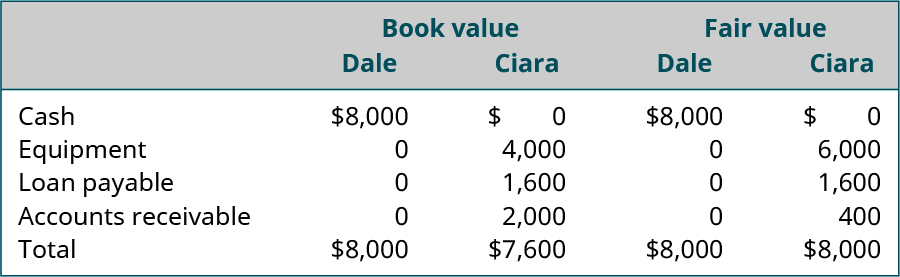 Book value Fair value
Dale Ciara Dale Ciara
Cash $8,000 $ 0 $8,000 $ 0
Equipment 0 4,000 0 6,000
Loan payable 0 1,600 0 1,600
Accounts receivable 0 2,000 0 400
Total $8,000 $7,600 $8,000 $8,000